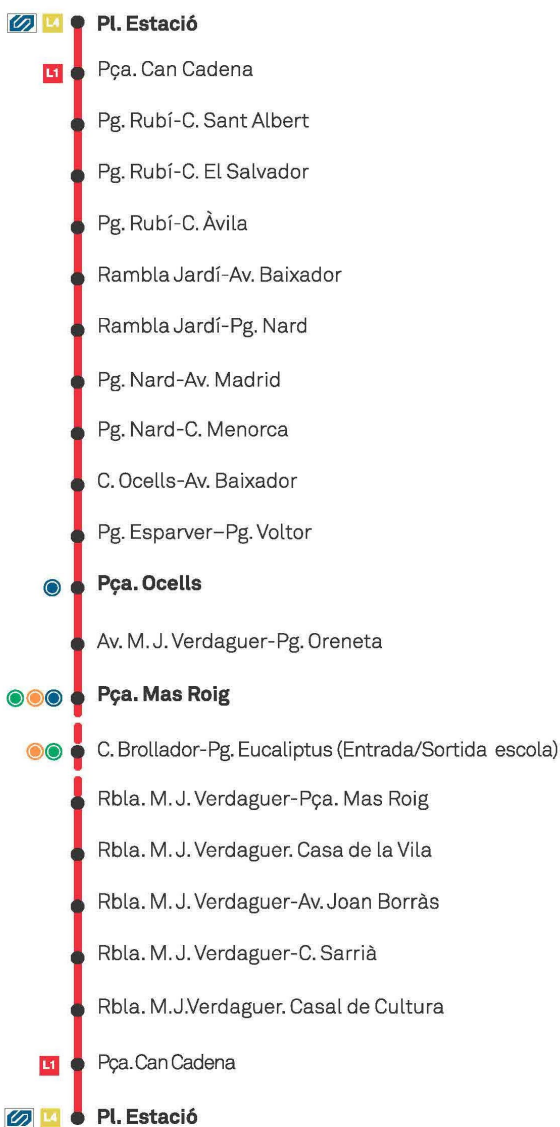 L4 Pl. Estació
L1 Pça. Can Cadena
Pg. Rubí-C. Sant Albert
Pg. Rubí-C. El Salvador
Pg. Rubí-C. Àvila
Rambla Jardí-Av. Baixador
Rambla Jardí-Pg. Nard
Pg. Nard-Av. Madrid
Pg. Nard-C. Menorca
C. Ocells-Av. Baixador
Pg. Esparver–Pg. Voltor
Pça. Ocells
Av. M. J. Verdaguer-Pg. Oreneta
Pça. Mas Roig
C. Brollador-Pg. Eucaliptus (Entrada/Sortida escola)
Rbla. M. J. Verdaguer-Pça. Mas Roig
Rbla. M. J. Verdaguer. Casa de la Vila
Rbla. M. J. Verdaguer-Av. Joan Borràs
Rbla. M. J. Verdaguer-C. Sarrià
Rbla. M.J.Verdaguer. Casal de Cultura
L1 Pça. Can Cadena
L4 Pl. Estació